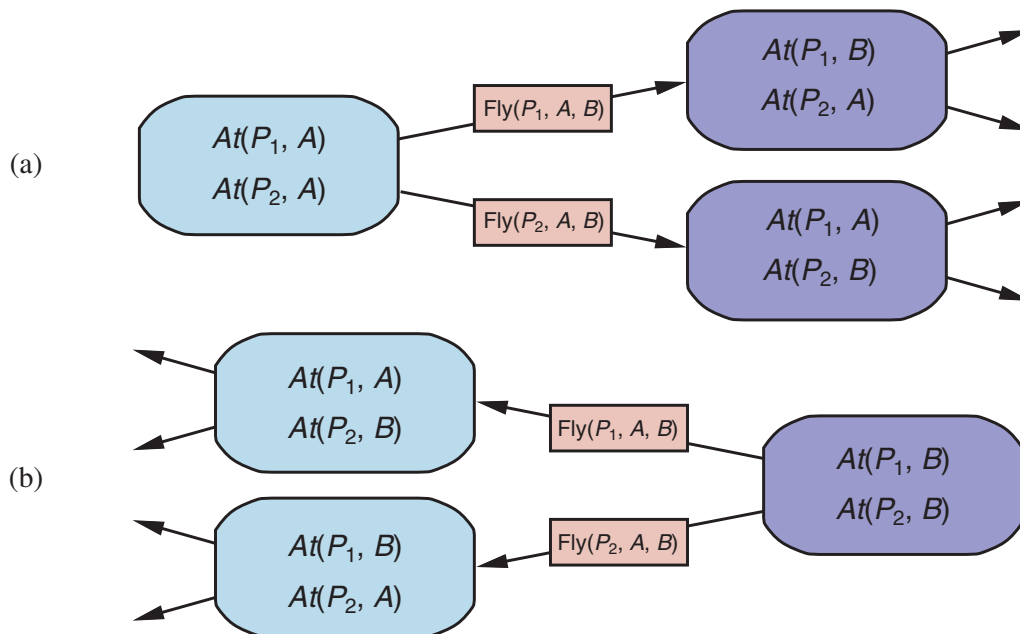 (a)
At(P₁, A)
At(P₂, A)
Fly(P₁, A, B)
Fly(P₂, A, B)
At(P₁, B)
At(P₂, A)
At(P₁, A)
At(P₂, B)
(b)
At(P₁, A)
At(P₂, B)
At(P₁, B)
At(P₂, A)
Fly(P₁, A, B)
Fly(P₂, A, B)
At(P₁, B)
At(P₂, B)